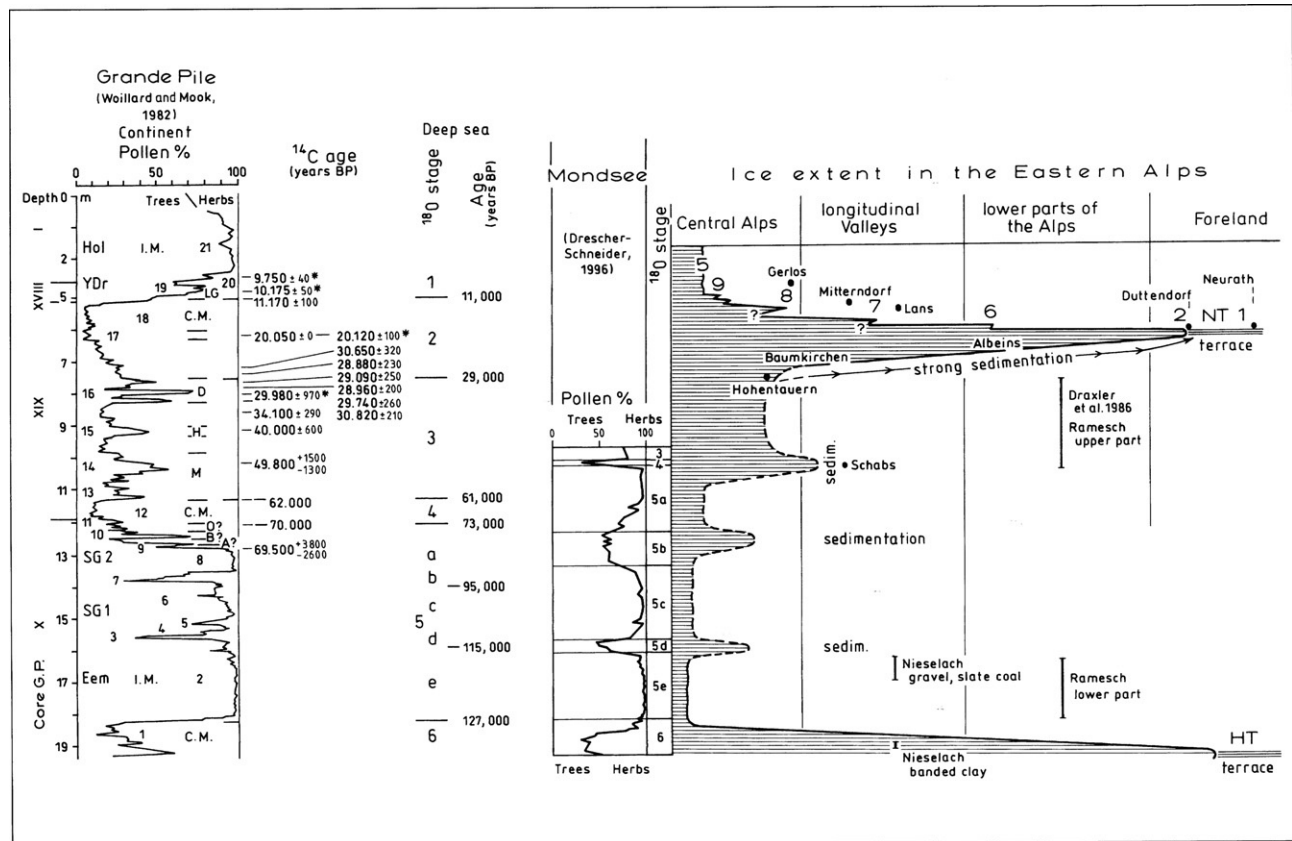 Grande Pile
(Woillard and Mook,
1982)
Continent
Pollen %
0 50 100
Depth 0 m
Trees Herbs
14C age
(years BP)
Deep sea
18O stage
Age
(years BP)
I
XVIII
XIX
X
Core G.P.
2
5
7
9
11
13
15
17
19
Hol I.M. 21
YDr 19 20
LG
18 C.M.
17
16 D
15 H
14 M
13
12 C.M.
11 O?
10 B?
9 A?
SG 2 8
7
6
SG 1
5
4
3
Eem I.M. 2
1 C.M.
9.750 ± 40*
10.175 ± 50*
11.170 ± 100
20.050 ± 0 20.120 ± 100*
30.650 ± 320
28.880 ± 230
29.090 ± 250
28.960 ± 200
29.980 ± 970*
29.740 ± 260
34.100 ± 290 30.820 ± 210
40.000 ± 600
49.800 +1500
-1300
62.000
70.000
69.500 +3800
-2600
1
11,000
2
29,000
3
61,000
4
73,000
a
b
95,000
c
5
d
115,000
e
127,000
6
Mondsee
(Drescher-
Schneider,
1996)
Pollen %
Trees Herbs
0 50 100
3
4
5a
5b
5c
5d
5e
6
Trees Herbs
18O stage
Ice extent in the Eastern Alps
Central Alps
longitudinal
Valleys
lower parts of
the Alps
Foreland
5
9
Gerlos
8
?
Mitterndorf
7
Lans
?
6
Neurath
Duttendorf
2 NT 1
terrace
Albeins
Baumkirchen
strong sedimentation
Hohentauern
Draxler
et al. 1986
Ramesch
upper part
sedim.
Schabs
sedimentation
sedim.
Nieselach
gravel, slate coal
Ramesch
lower part
Nieselach
banded clay
HT
terrace